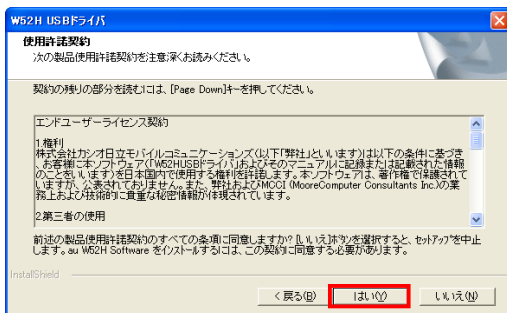 W52H USBドライバ
使用許諾契約
次の製品使用許諾契約を注意深くお読みください。
契約の残りの部分を読むには、[Page Down]キーを押してください。
エンドユーザーライセンス契約
1.権利
株式会社カシオ日立モバイルコミュニケーションズ(以下「弊社」といいます)は以下の条件に基づき
、お客様に本ソフトウェア(「W52HUSBドライバ」およびそのマニュアルに記録または記載された情報
のことをいいます)を日本国内で使用する権利を許諾します。本ソフトウェアは、著作権で保護されて
いますが、公表されておりません。また、弊社およびMCCI (MooreComputer Consultants Inc.)の業
務上および技術的に貴重な秘密情報が体現されています。
2.第三者の使用
前述の製品使用許諾契約のすべての条項に同意しますか? [いいえ]ボタンを選択すると、セットアップを中止
します。au W52H Software をインストールするには、この契約に同意する必要があります。
InstallShield
< 戻る(B)
はい(Y)
いいえ(N)